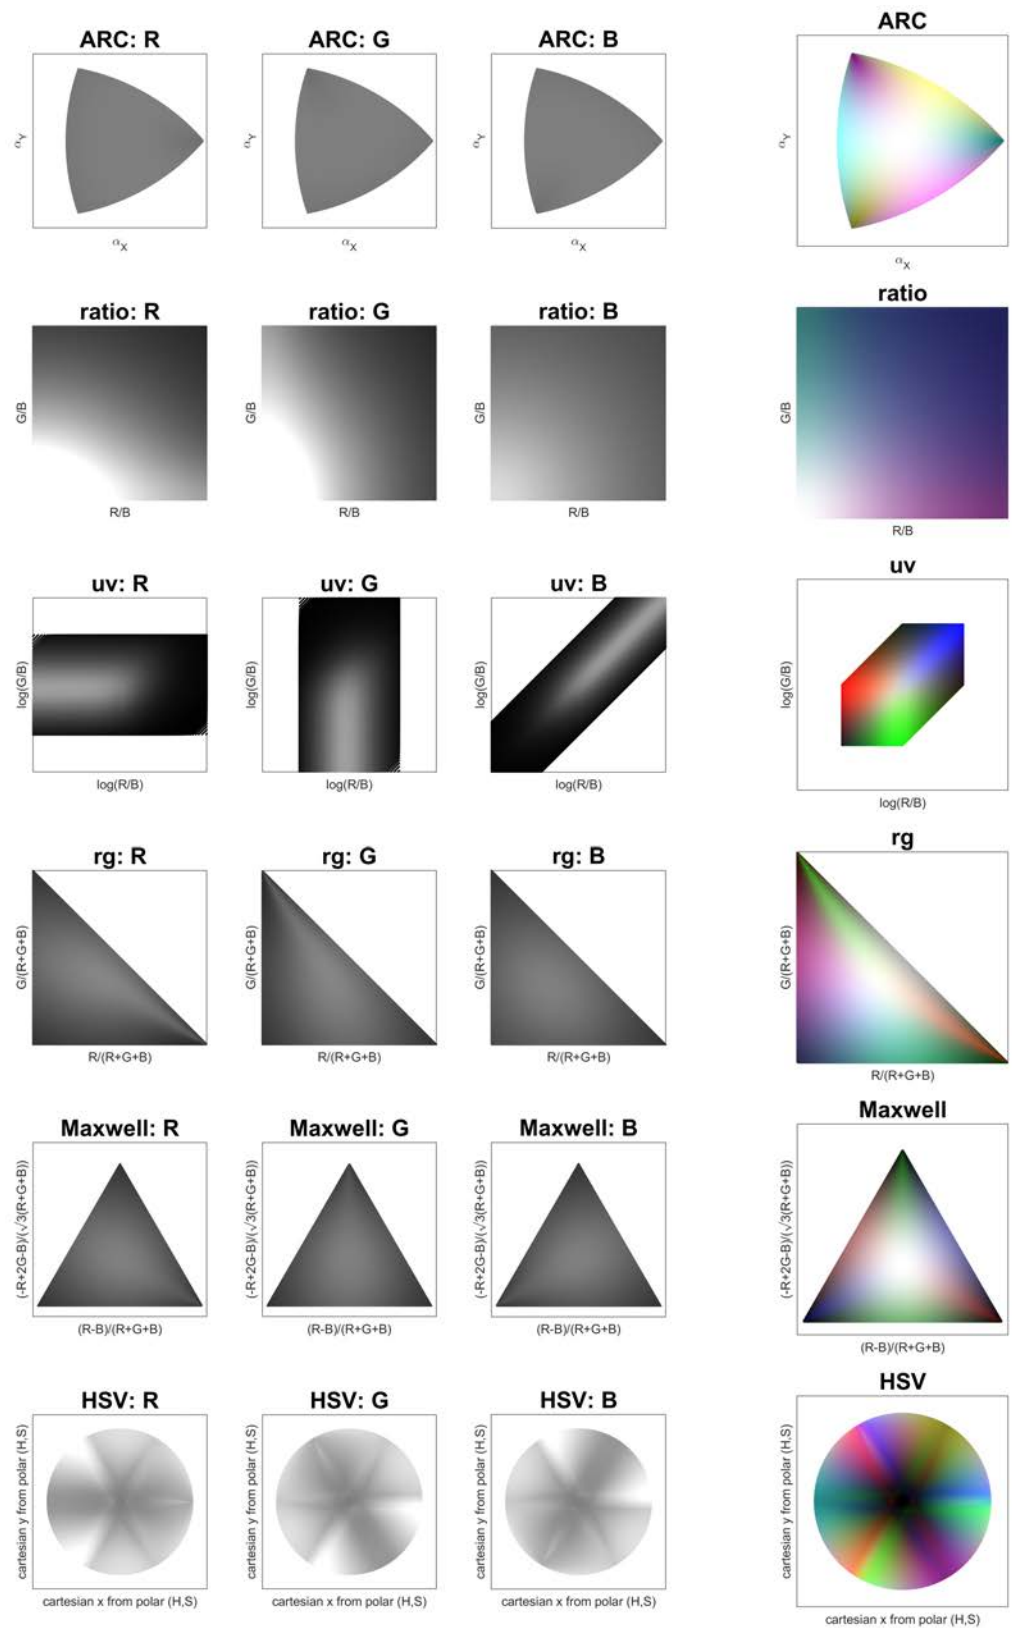 ARC: R ARC: G ARC: B ARC
αY αY αY αY
αX αX αX αX
ratio: R ratio: G ratio: B ratio
G/B G/B G/B G/B
R/B R/B R/B R/B
uv: R uv: G uv: B uv
log(G/B) log(G/B) log(G/B) log(G/B)
log(R/B) log(R/B) log(R/B) log(R/B)
rg: R rg: G rg: B rg
G/(R+G+B) G/(R+G+B) G/(R+G+B) G/(R+G+B)
R/(R+G+B) R/(R+G+B) R/(R+G+B) R/(R+G+B)
Maxwell: R Maxwell: G Maxwell: B Maxwell
(-R+2G-B)/(√3(R+G+B)) (-R+2G-B)/(√3(R+G+B)) (-R+2G-B)/(√3(R+G+B)) (-R+2G-B)/(√3(R+G+B))
(R-B)/(R+G+B) (R-B)/(R+G+B) (R-B)/(R+G+B) (R-B)/(R+G+B)
HSV: R HSV: G HSV: B HSV
cartesian y from polar (H,S) cartesian y from polar (H,S) cartesian y from polar (H,S) cartesian y from polar (H,S)
cartesian x from polar (H,S) cartesian x from polar (H,S) cartesian x from polar (H,S) cartesian x from polar (H,S)